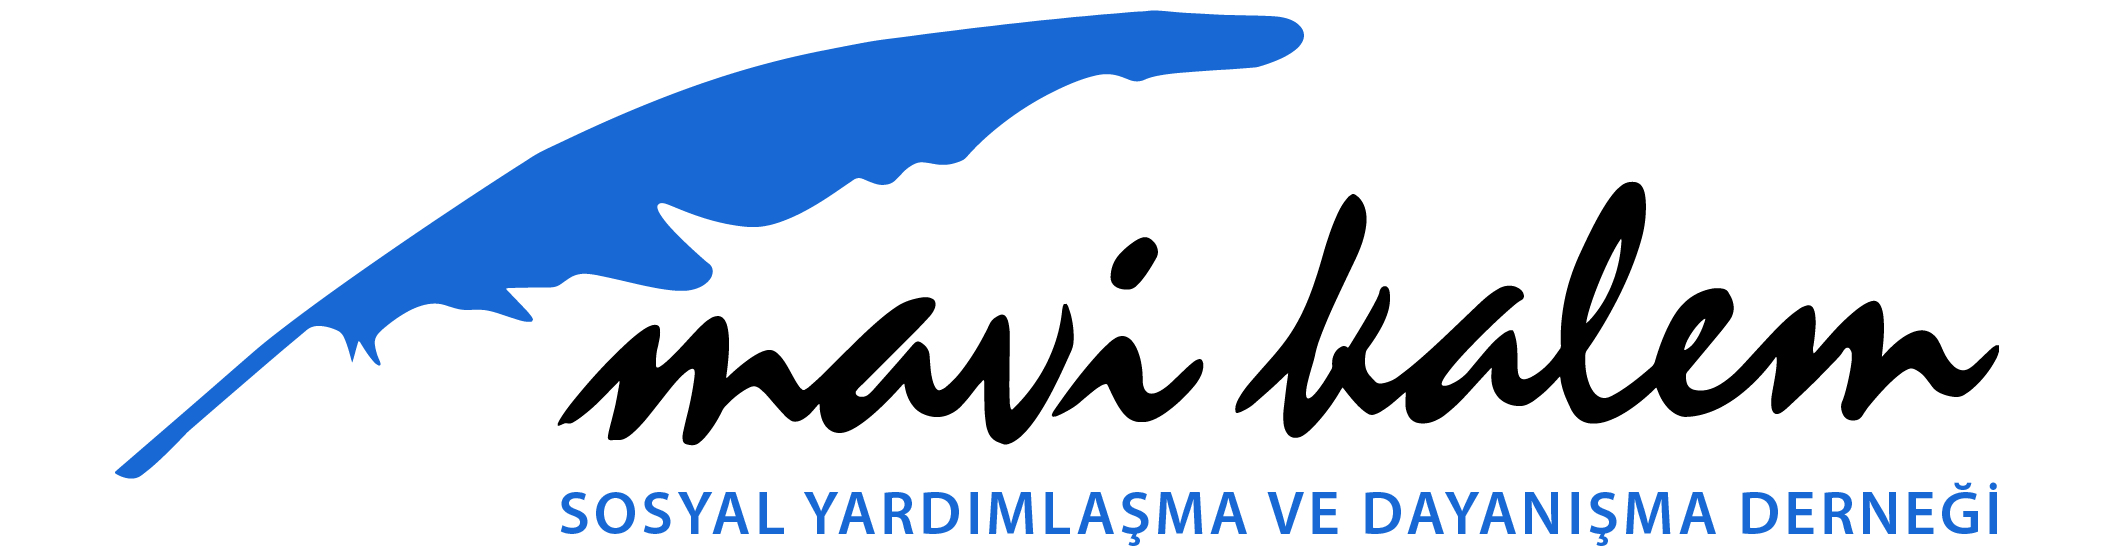 mavi kalem
SOSYAL YARDIMLAŞMA VE DAYANIŞMA DERNEĞİ